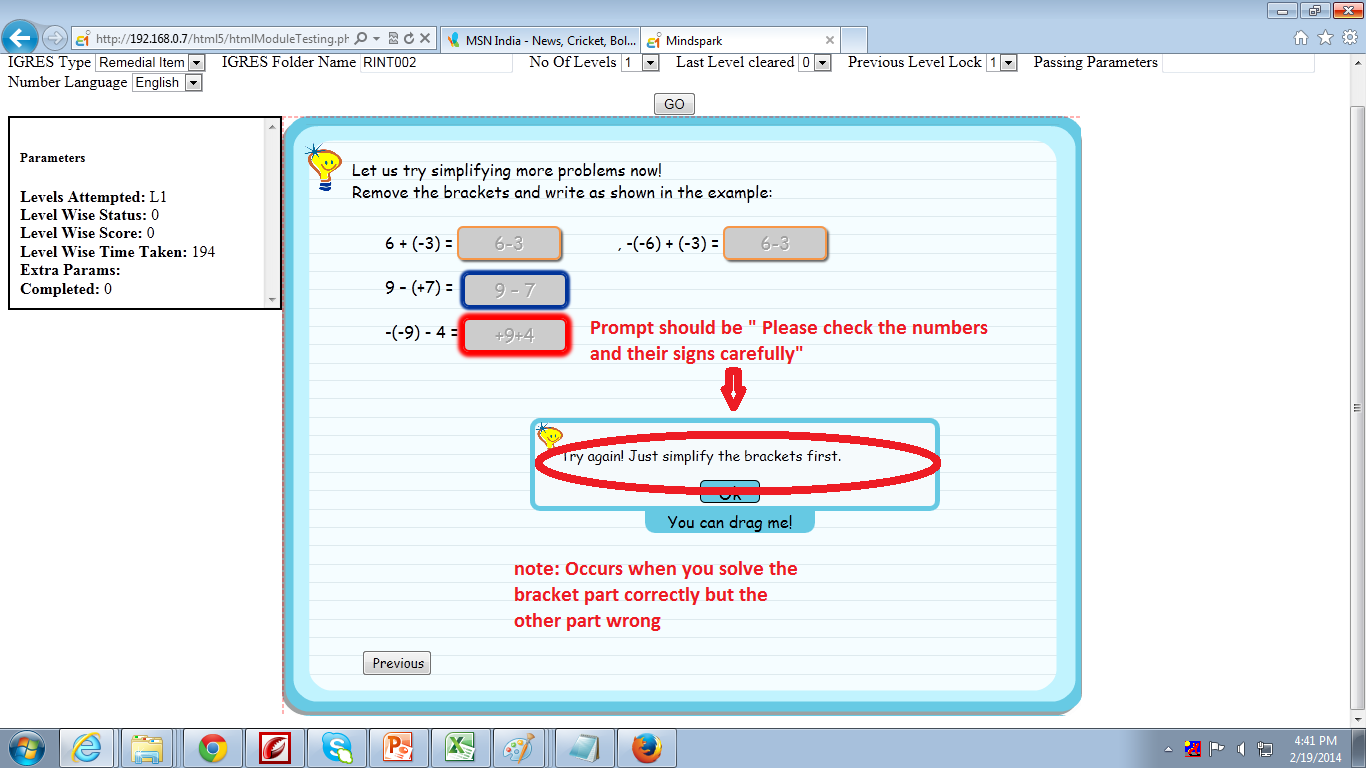 http://192.168.0.7/html5/htmlModuleTesting.ph
MSN India - News, Cricket, Bol...
Mindspark
IGRES Type Remedial Item IGRES Folder Name RINT002 No Of Levels 1 Last Level cleared 0 Previous Level Lock 1 Passing Parameters
Number Language English
GO
Parameters
Levels Attempted: L1
Level Wise Status: 0
Level Wise Score: 0
Level Wise Time Taken: 194
Extra Params:
Completed: 0
Let us try simplifying more problems now!
Remove the brackets and write as shown in the example:
6 + (-3) = 6-3 , -(-6) + (-3) = 6-3
9 – (+7) = 9 – 7
-(-9) - 4 = +9+4
Prompt should be " Please check the numbers
and their signs carefully"
Try again! Just simplify the brackets first.
Ok
You can drag me!
note: Occurs when you solve the
bracket part correctly but the
other part wrong
Previous
4:41 PM
2/19/2014